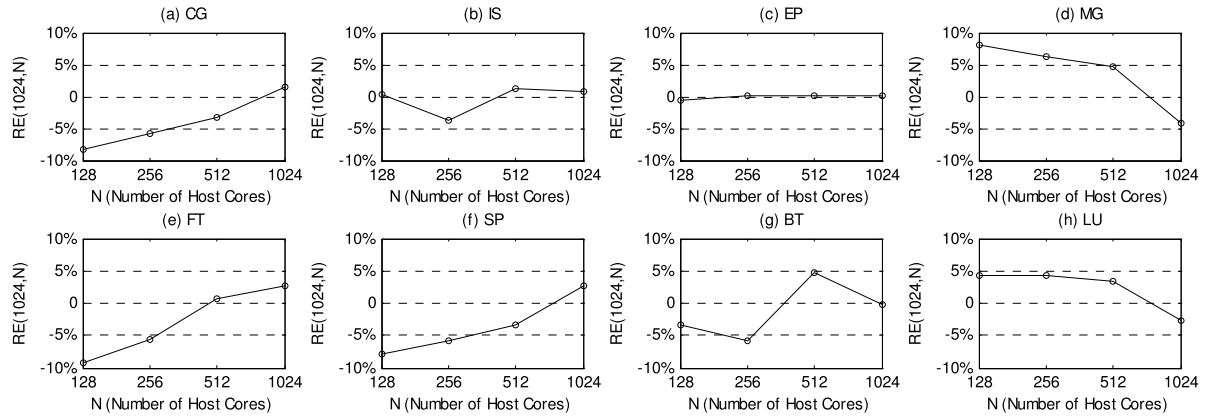 (a) CG
(b) IS
(c) EP
(d) MG
RE(1024,N)
10%
5%
0
-5%
-10%
128 256 512 1024
N (Number of Host Cores)
RE(1024,N)
10%
5%
0
-5%
-10%
128 256 512 1024
N (Number of Host Cores)
RE(1024,N)
10%
5%
0
-5%
-10%
128 256 512 1024
N (Number of Host Cores)
RE(1024,N)
10%
5%
0
-5%
-10%
128 256 512 1024
N (Number of Host Cores)
(e) FT
(f) SP
(g) BT
(h) LU
RE(1024,N)
10%
5%
0
-5%
-10%
128 256 512 1024
N (Number of Host Cores)
RE(1024,N)
10%
5%
0
-5%
-10%
128 256 512 1024
N (Number of Host Cores)
RE(1024,N)
10%
5%
0
-5%
-10%
128 256 512 1024
N (Number of Host Cores)
RE(1024,N)
10%
5%
0
-5%
-10%
128 256 512 1024
N (Number of Host Cores)